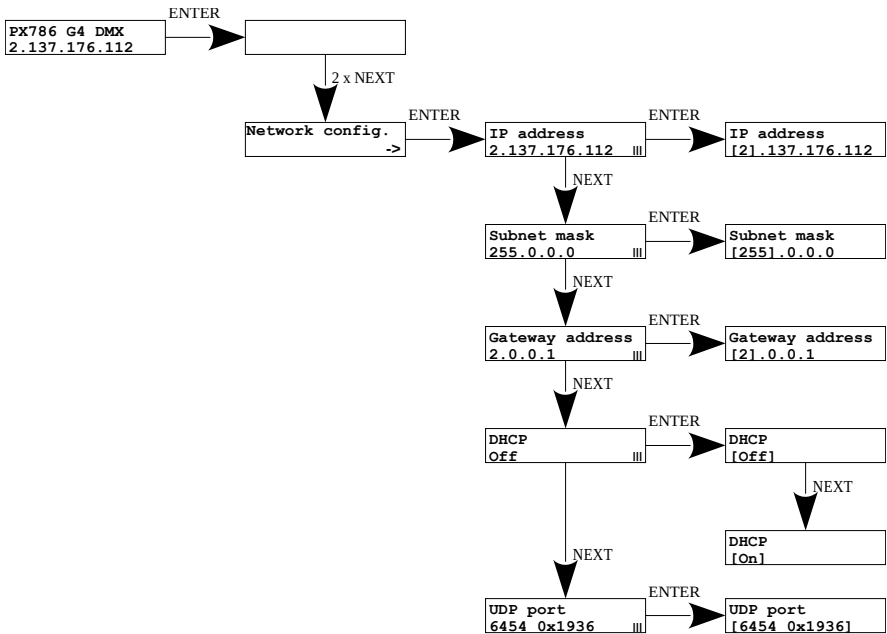 ENTER
PX786 G4 DMX
2.137.176.112
2 x NEXT
Network config.
->
ENTER
IP address
2.137.176.112
ENTER
IP address
[2].137.176.112
NEXT
Subnet mask
255.0.0.0
ENTER
Subnet mask
[255].0.0.0
NEXT
Gateway address
2.0.0.1
ENTER
Gateway address
[2].0.0.1
NEXT
DHCP
Off
ENTER
DHCP
[Off]
NEXT
DHCP
[On]
NEXT
UDP port
6454 0x1936
ENTER
UDP port
[6454 0x1936]